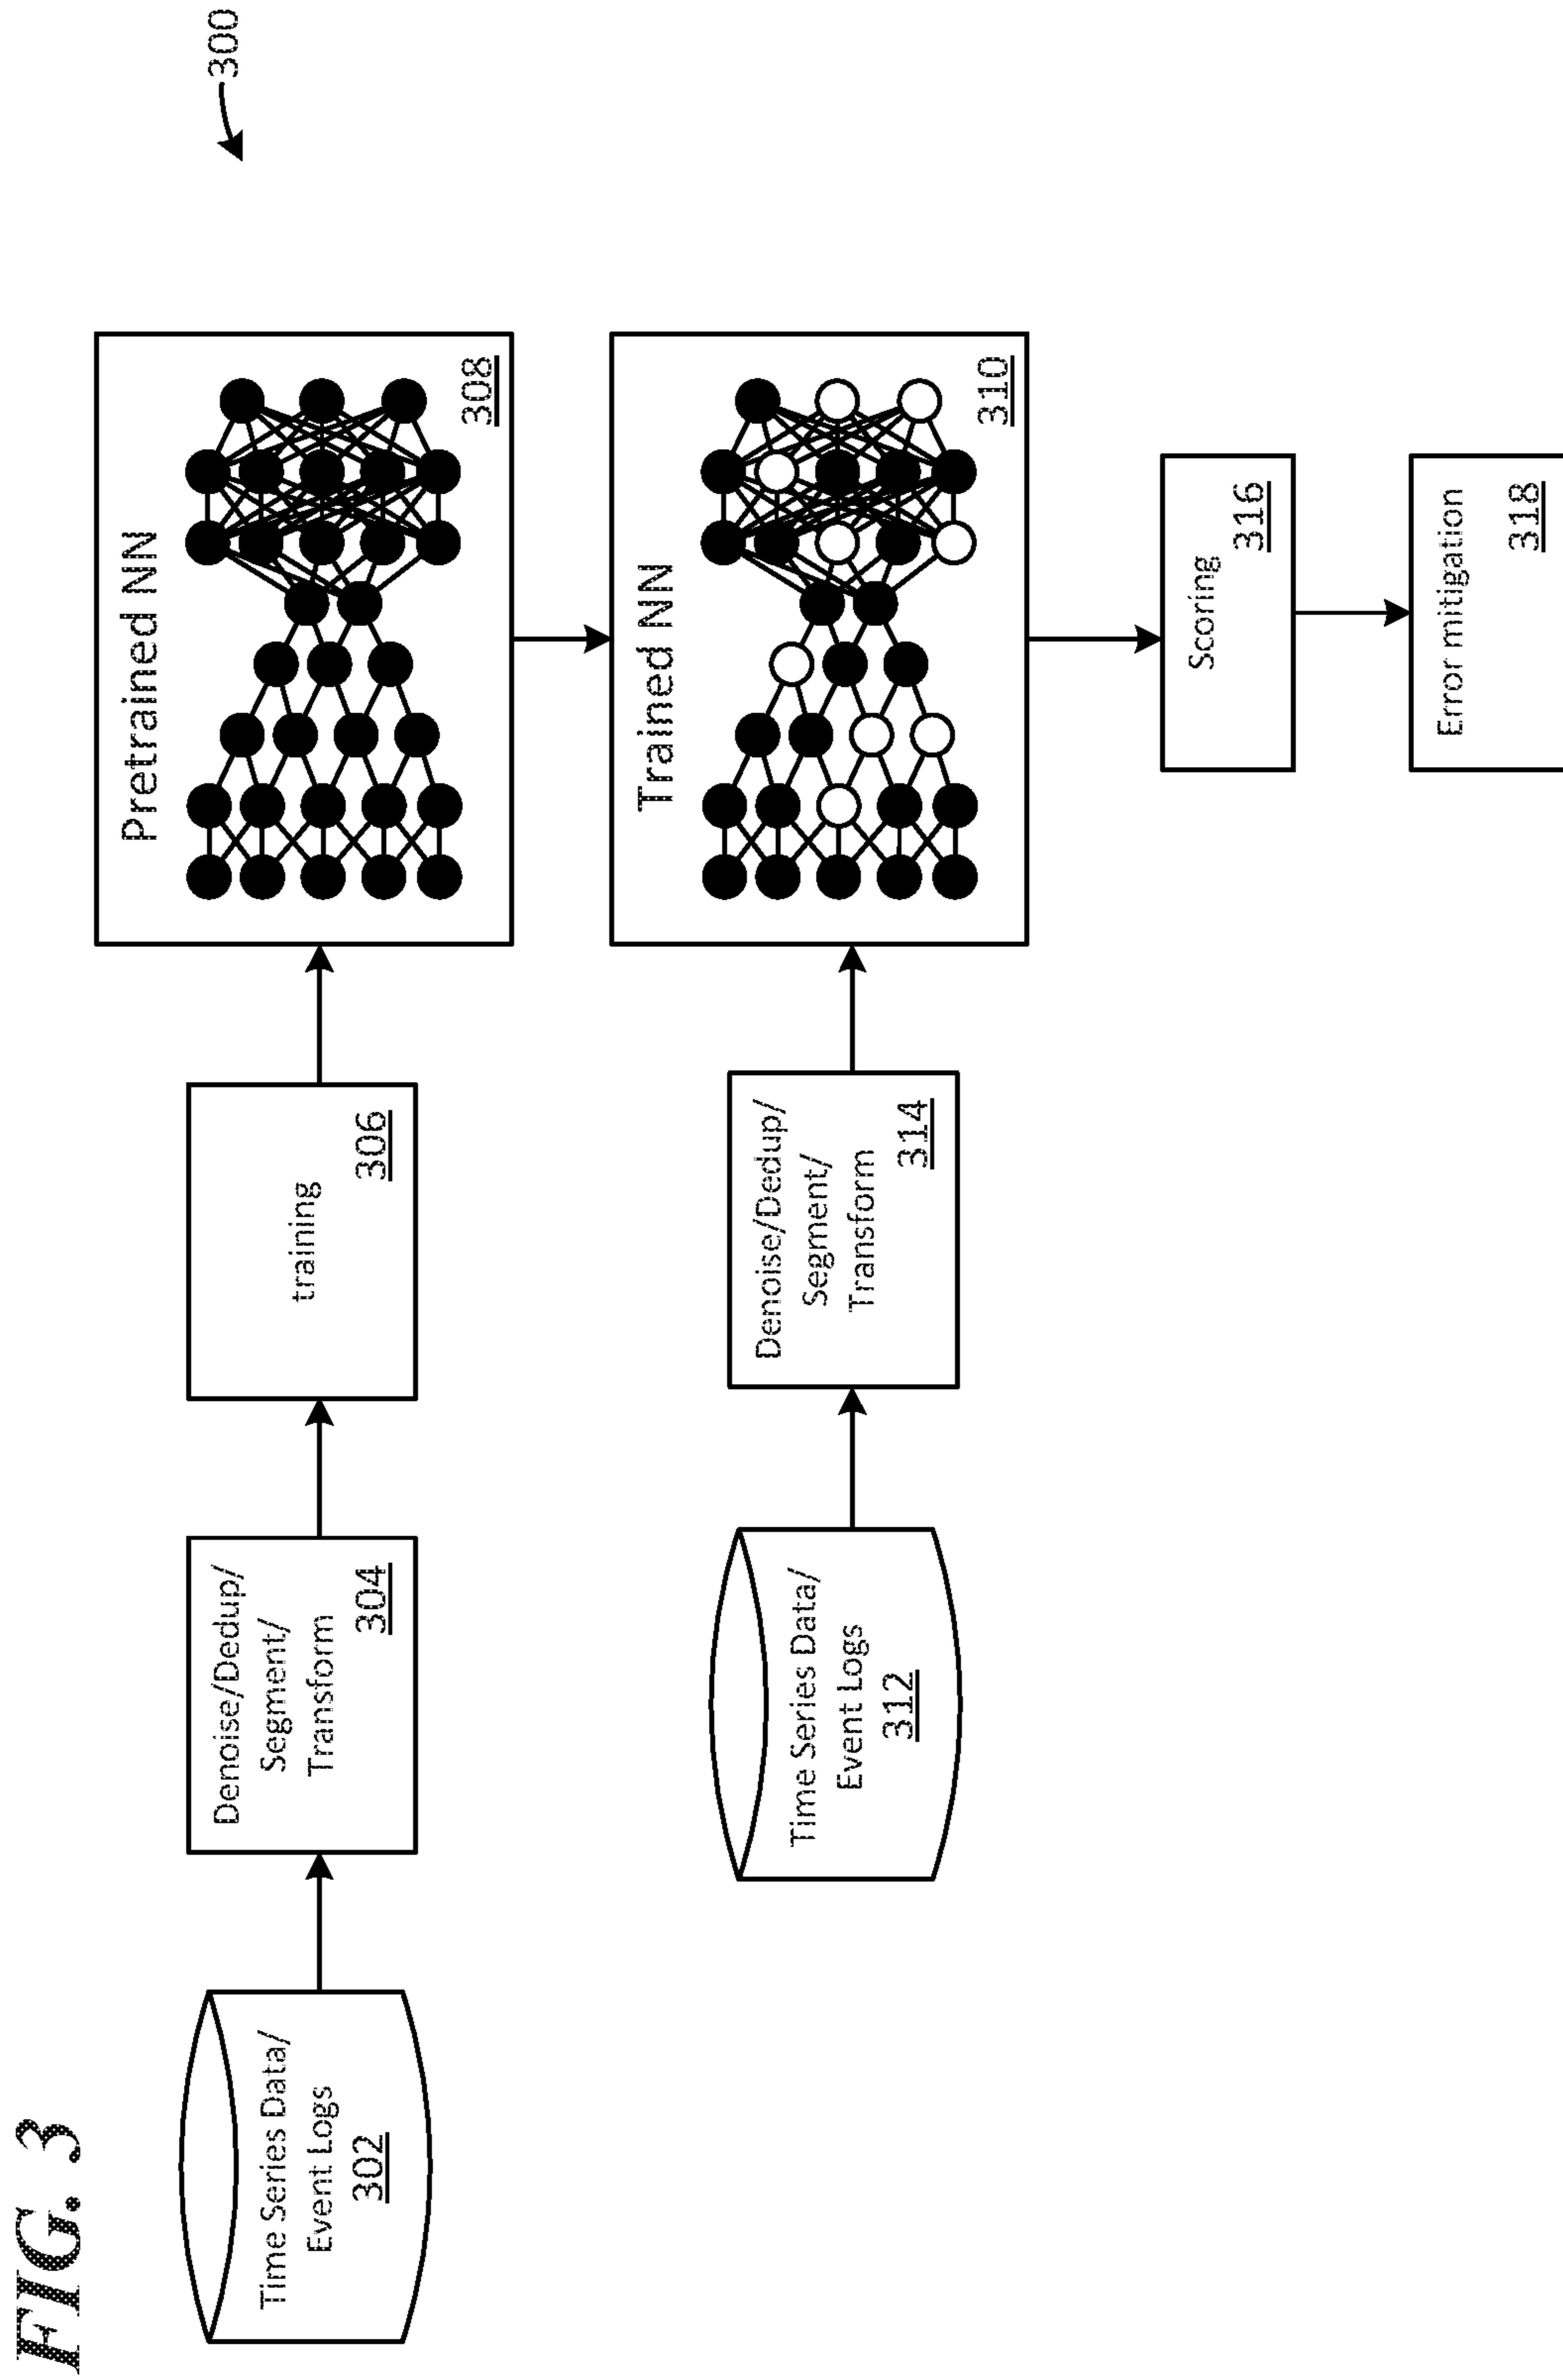 FIG. 3
300
Time Series Data/
Event Logs
302
Denoise/Dedup/
Segment/
Transform
304
training
306
Pretrained NN
308
Time Series Data/
Event Logs
312
Denoise/Dedup/
Segment/
Transform
314
Trained NN
310
Scoring
316
Error mitigation
318